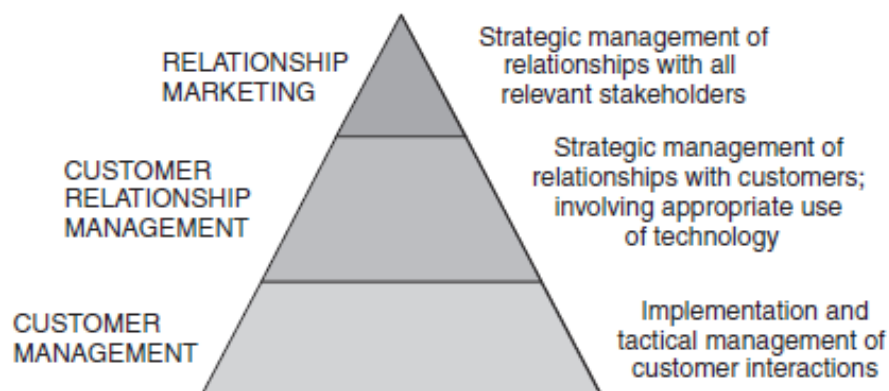 RELATIONSHIP
MARKETING
Strategic management of
relationships with all
relevant stakeholders
CUSTOMER
RELATIONSHIP
MANAGEMENT
Strategic management of
relationships with customers;
involving appropriate use
of technology
CUSTOMER
MANAGEMENT
Implementation and
tactical management of
customer interactions